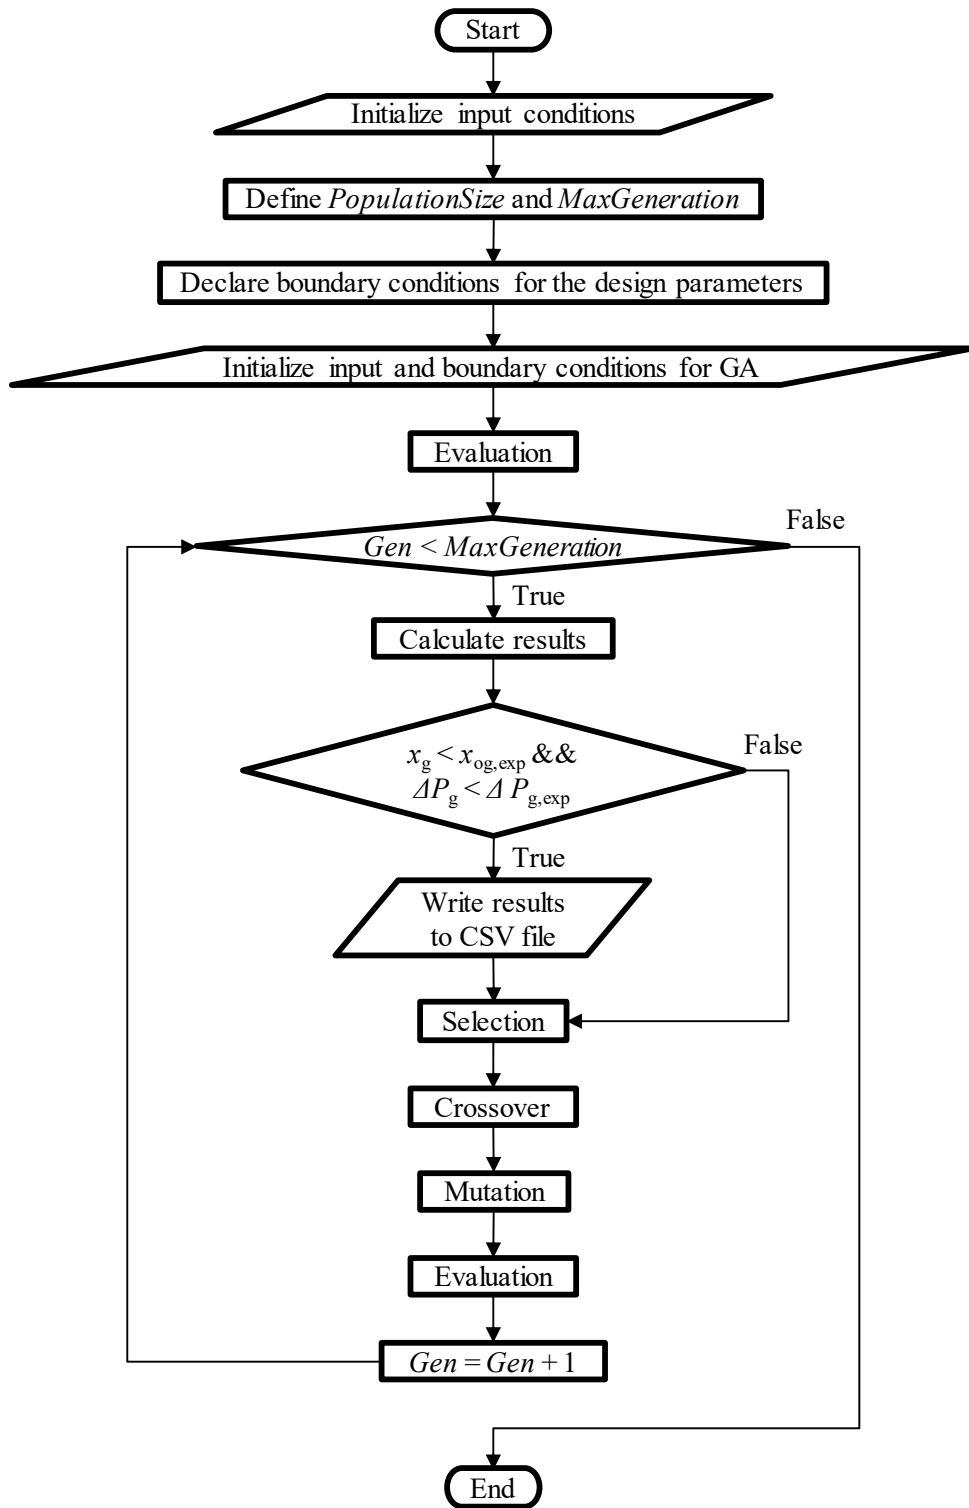 Start
Initialize input conditions
Define PopulationSize and MaxGeneration
Declare boundary conditions for the design parameters
Initialize input and boundary conditions for GA
Evaluation
False
Gen < MaxGeneration
True
Calculate results
False
x_g < x_og,exp &&
ΔP_g < Δ P_g,exp
True
Write results
to CSV file
Selection
Crossover
Mutation
Evaluation
Gen = Gen + 1
End